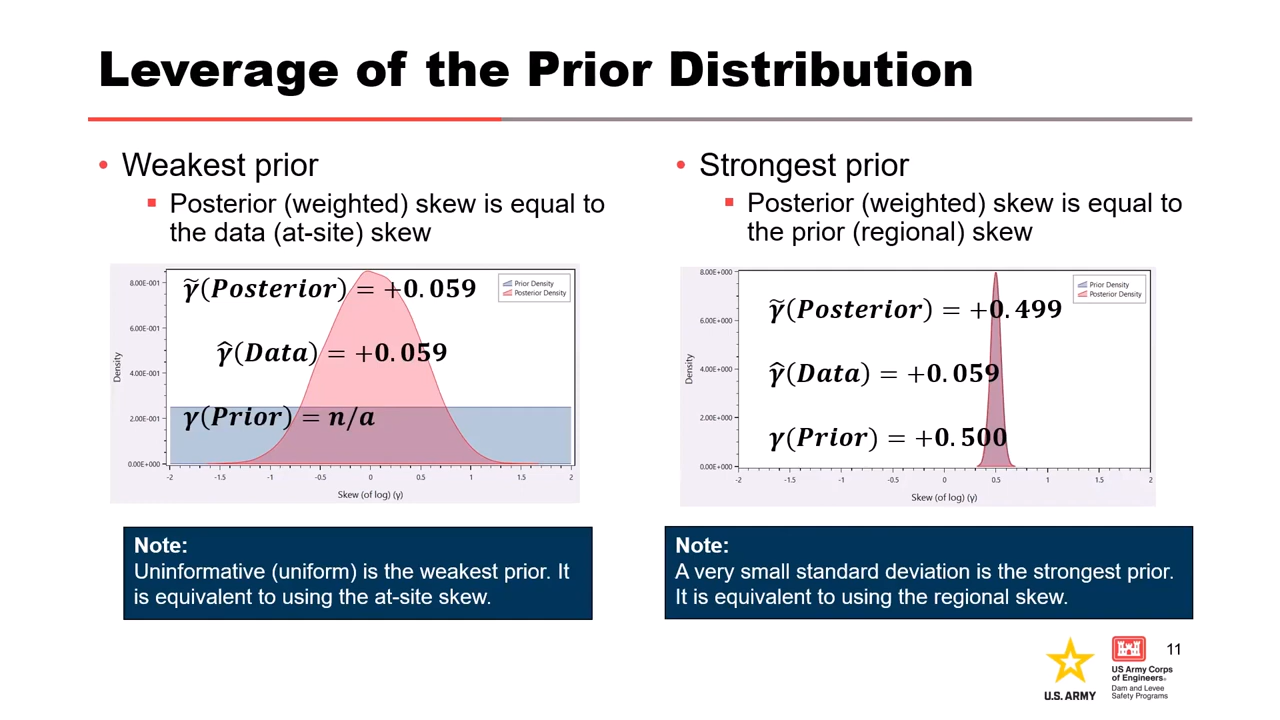 Leverage of the Prior Distribution
• Weakest prior
▪ Posterior (weighted) skew is equal to
the data (at-site) skew
8.00E-001
6.00E-001
4.00E-001
2.00E-001
0.00E+000
Density
γ̃(Posterior) = +0.059
γ̂(Data) = +0.059
γ(Prior) = n/a
Prior Density
Posterior Density
-2 -1.5 -1 -0.5 0 0.5 1 1.5 2
Skew (of log) (γ)
Note:
Uninformative (uniform) is the weakest prior. It
is equivalent to using the at-site skew.
• Strongest prior
▪ Posterior (weighted) skew is equal to
the prior (regional) skew
8.00E+000
6.00E+000
4.00E+000
2.00E+000
0.00E+000
Density
γ̃(Posterior) = +0.499
γ̂(Data) = +0.059
γ(Prior) = +0.500
Prior Density
Posterior Density
-2 -1.5 -1 -0.5 0 0.5 1 1.5 2
Skew (of log) (γ)
Note:
A very small standard deviation is the strongest prior.
It is equivalent to using the regional skew.
U.S. ARMY
US Army Corps
of Engineers®
Dam and Levee
Safety Programs
11